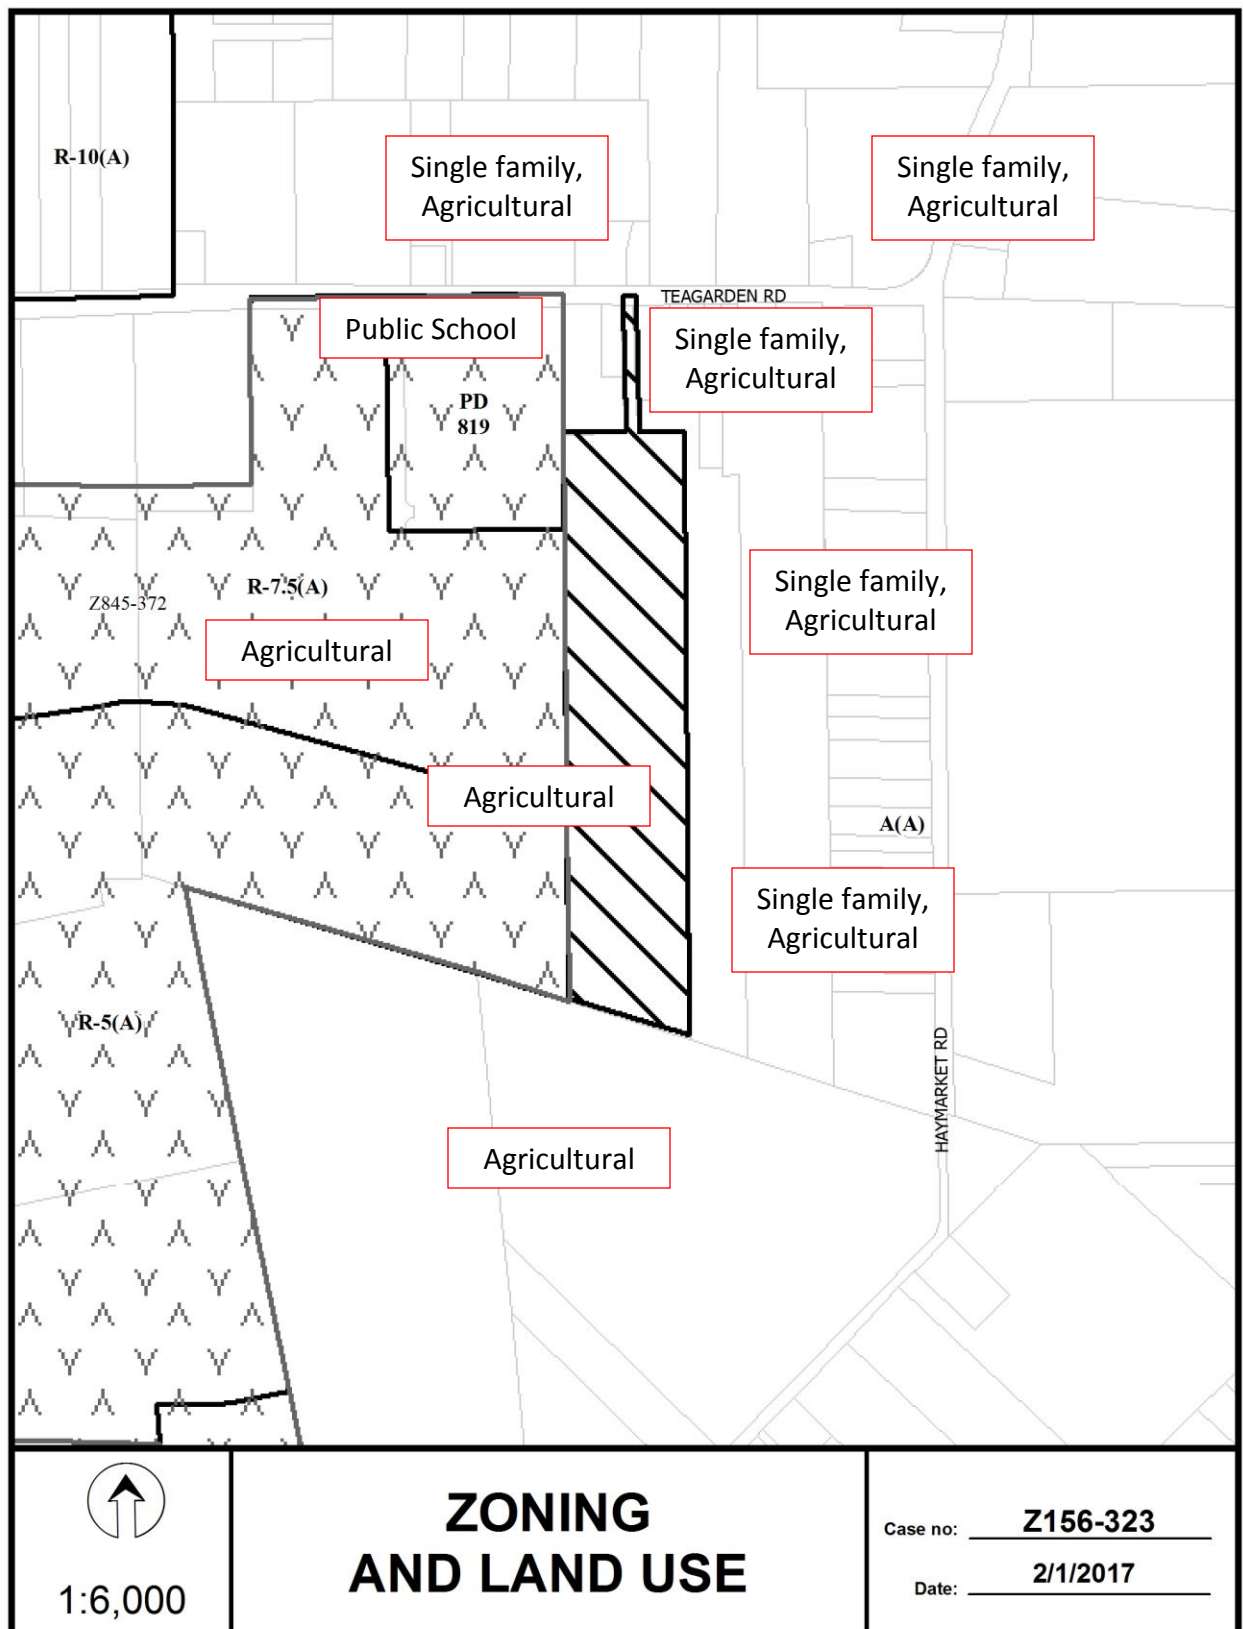 R-10(A)
Single family,
Agricultural
Single family,
Agricultural
TEAGARDEN RD
Public School
Single family,
Agricultural
PD
819
R-7.5(A)
Z845-372
Single family,
Agricultural
Agricultural
Agricultural
A(A)
Single family,
Agricultural
R-5(A)
HAYMARKET RD
Agricultural
1:6,000
ZONING
AND LAND USE
Case no: Z156-323
Date: 2/1/2017